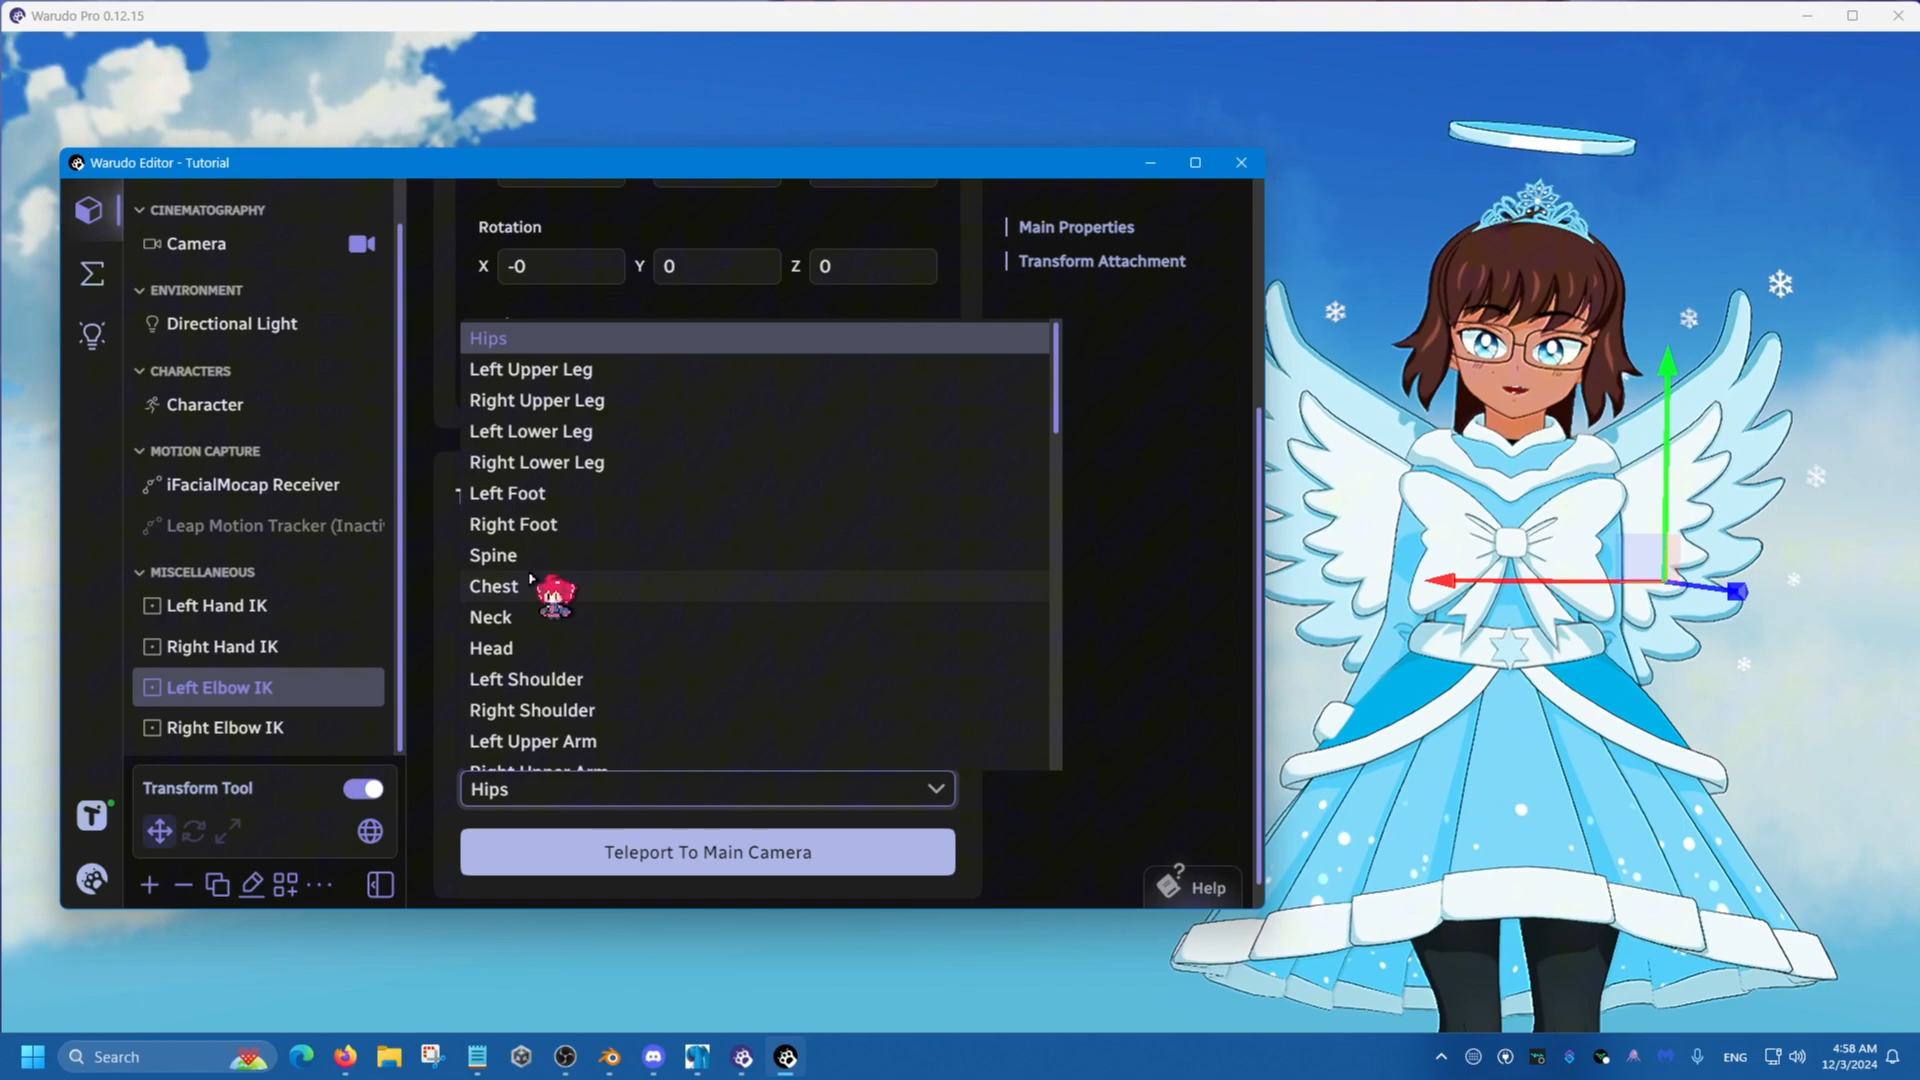 Warudo Pro 0.12.15
Warudo Editor - Tutorial
CINEMATOGRAPHY
Camera
ENVIRONMENT
Directional Light
CHARACTERS
Character
MOTION CAPTURE
iFacialMocap Receiver
Leap Motion Tracker (Inacti
MISCELLANEOUS
Left Hand IK
Right Hand IK
Left Elbow IK
Right Elbow IK
Transform Tool
Rotation
X -0 Y 0 Z 0
Hips
Left Upper Leg
Right Upper Leg
Left Lower Leg
Right Lower Leg
Left Foot
Right Foot
Spine
Chest
Neck
Head
Left Shoulder
Right Shoulder
Left Upper Arm
Right Upper Arm
Hips
Teleport To Main Camera
Main Properties
Transform Attachment
Help
Search
ENG
4:58 AM
12/3/2024